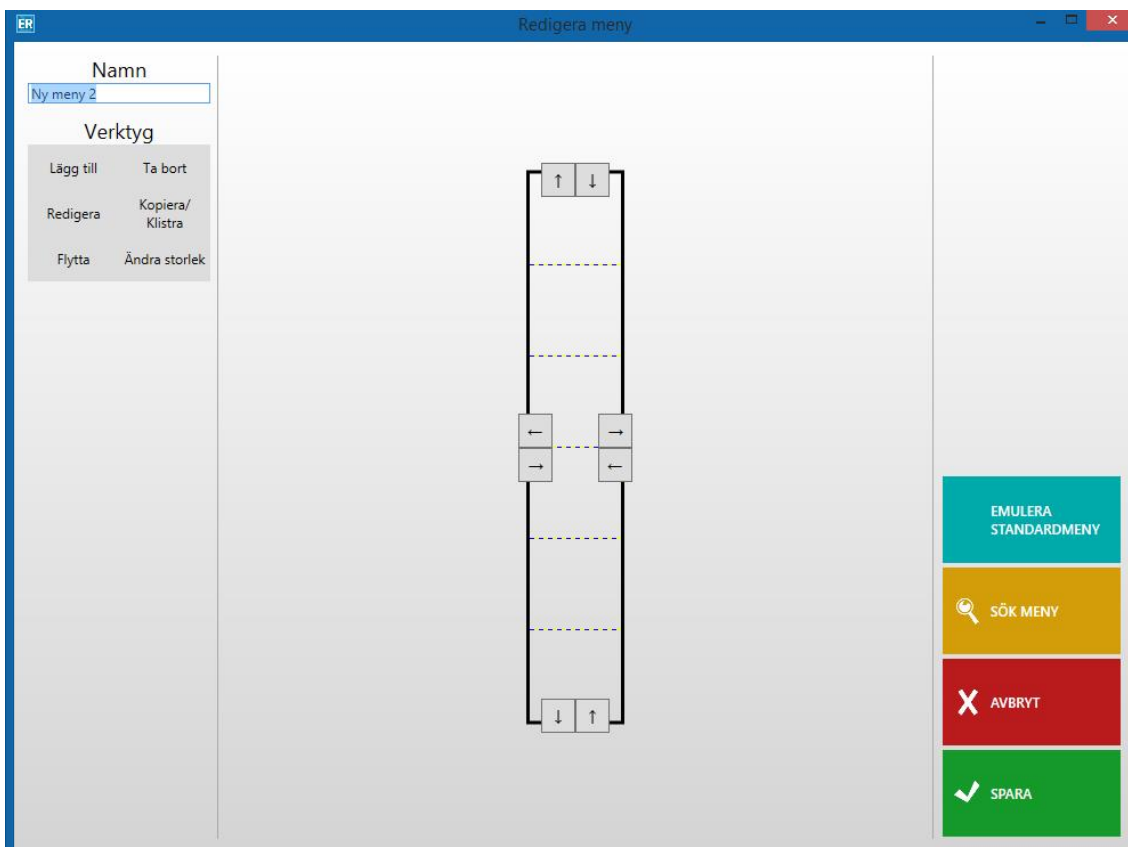 ER
Redigera meny
Namn
Ny meny 2
Verktyg
Lägg till
Ta bort
Redigera
Kopiera/
Klistra
Flytta
Ändra storlek
↑ ↓
← →
→ ←
↓ ↑
EMULERA
STANDARDMENY
SÖK MENY
AVBRYT
SPARA